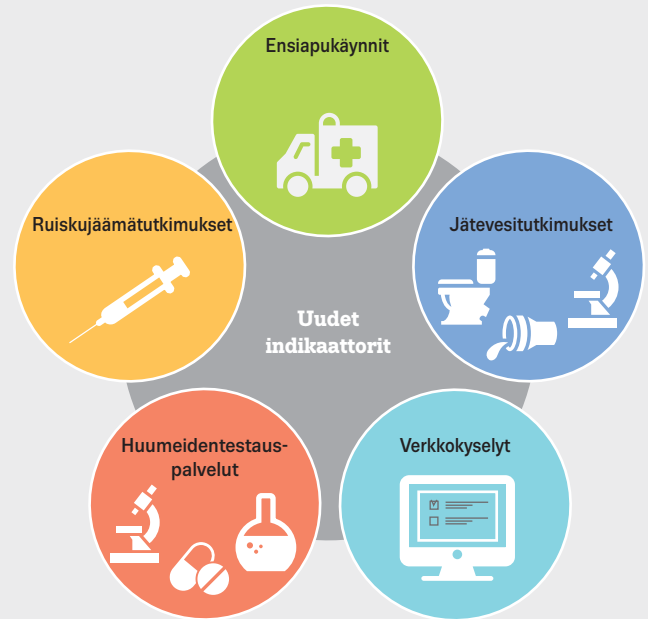 Ensiapukäynnit
Ruiskujäämätutkimukset
Jätevesitutkimukset
Uudet
indikaattorit
Huumeidentestaus-
palvelut
Verkkokyselyt